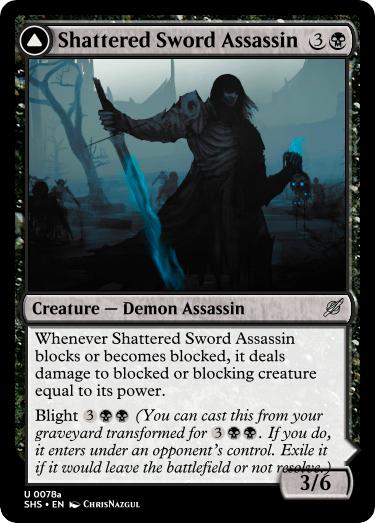 Shattered Sword Assassin 3
Creature — Demon Assassin
Whenever Shattered Sword Assassin
blocks or becomes blocked, it deals
damage to blocked or blocking creature
equal to its power.
Blight 3 (You can cast this from your
graveyard transformed for 3. If you do,
it enters under an opponent's control. Exile it
if it would leave the battlefield or not resolve.)
3/6
U 0078a
SHS • EN ChrisNazgul